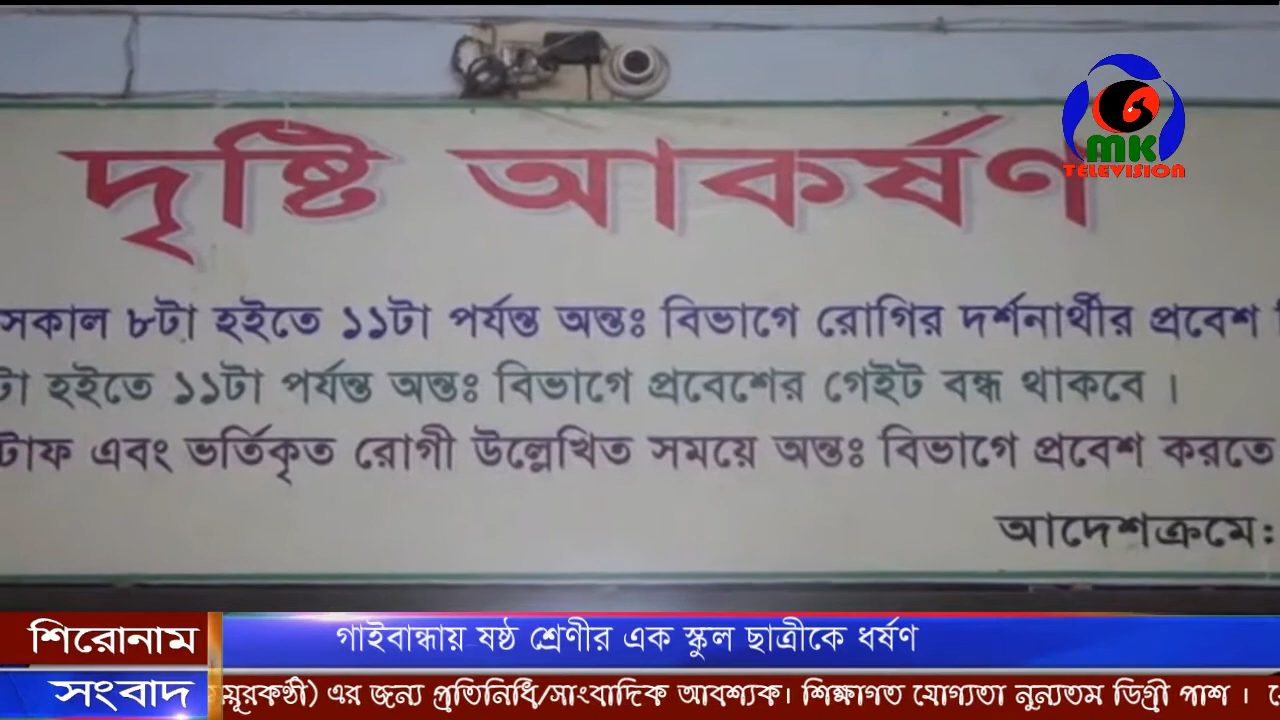 দৃষ্টি আকর্ষণ
MK
TELEVISION
সকাল ৮টা হইতে ১১টা পর্যন্ত অন্তঃ বিভাগে রোগির দর্শনার্থীর প্রবেশ
টা হইতে ১১টা পর্যন্ত অন্তঃ বিভাগে প্রবেশের গেইট বন্ধ থাকবে ।
টাফ এবং ভর্তিকৃত রোগী উল্লেখিত সময়ে অন্তঃ বিভাগে প্রবেশ করতে
আদেশক্রমে:
শিরোনাম
গাইবান্ধায় ষষ্ঠ শ্রেণীর এক স্কুল ছাত্রীকে ধর্ষণ
সংবাদ
য়ূরকণ্ঠী) এর জন্য প্রতিনিধি/সাংবাদিক আবশ্যক। শিক্ষাগত যোগ্যতা নুন্যতম ডিগ্রী পাশ ।